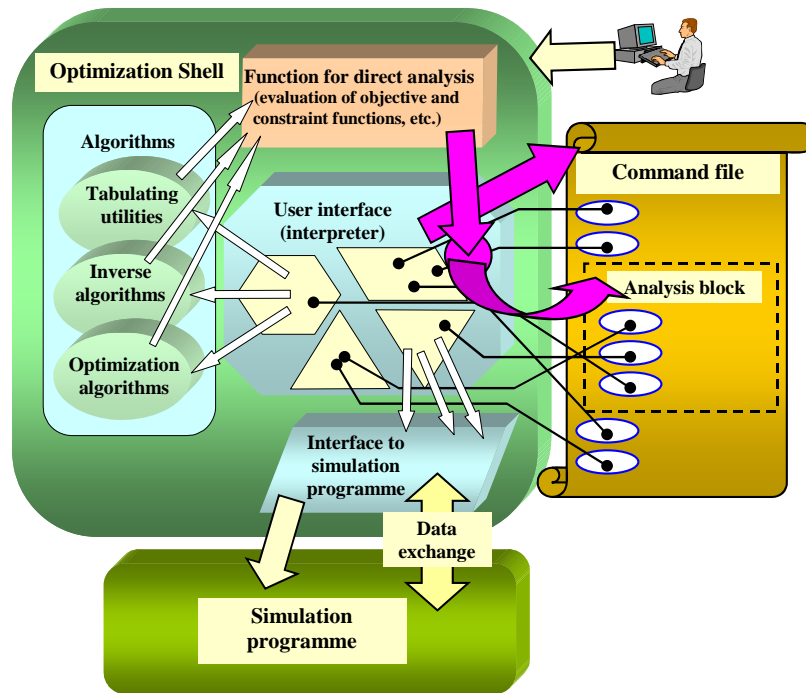 Optimization Shell
Function for direct analysis
(evaluation of objective and
constraint functions, etc.)
Algorithms
Tabulating
utilities
Inverse
algorithms
Optimization
algorithms
User interface
(interpreter)
Command file
Analysis block
Interface to
simulation
programme
Data
exchange
Simulation
programme